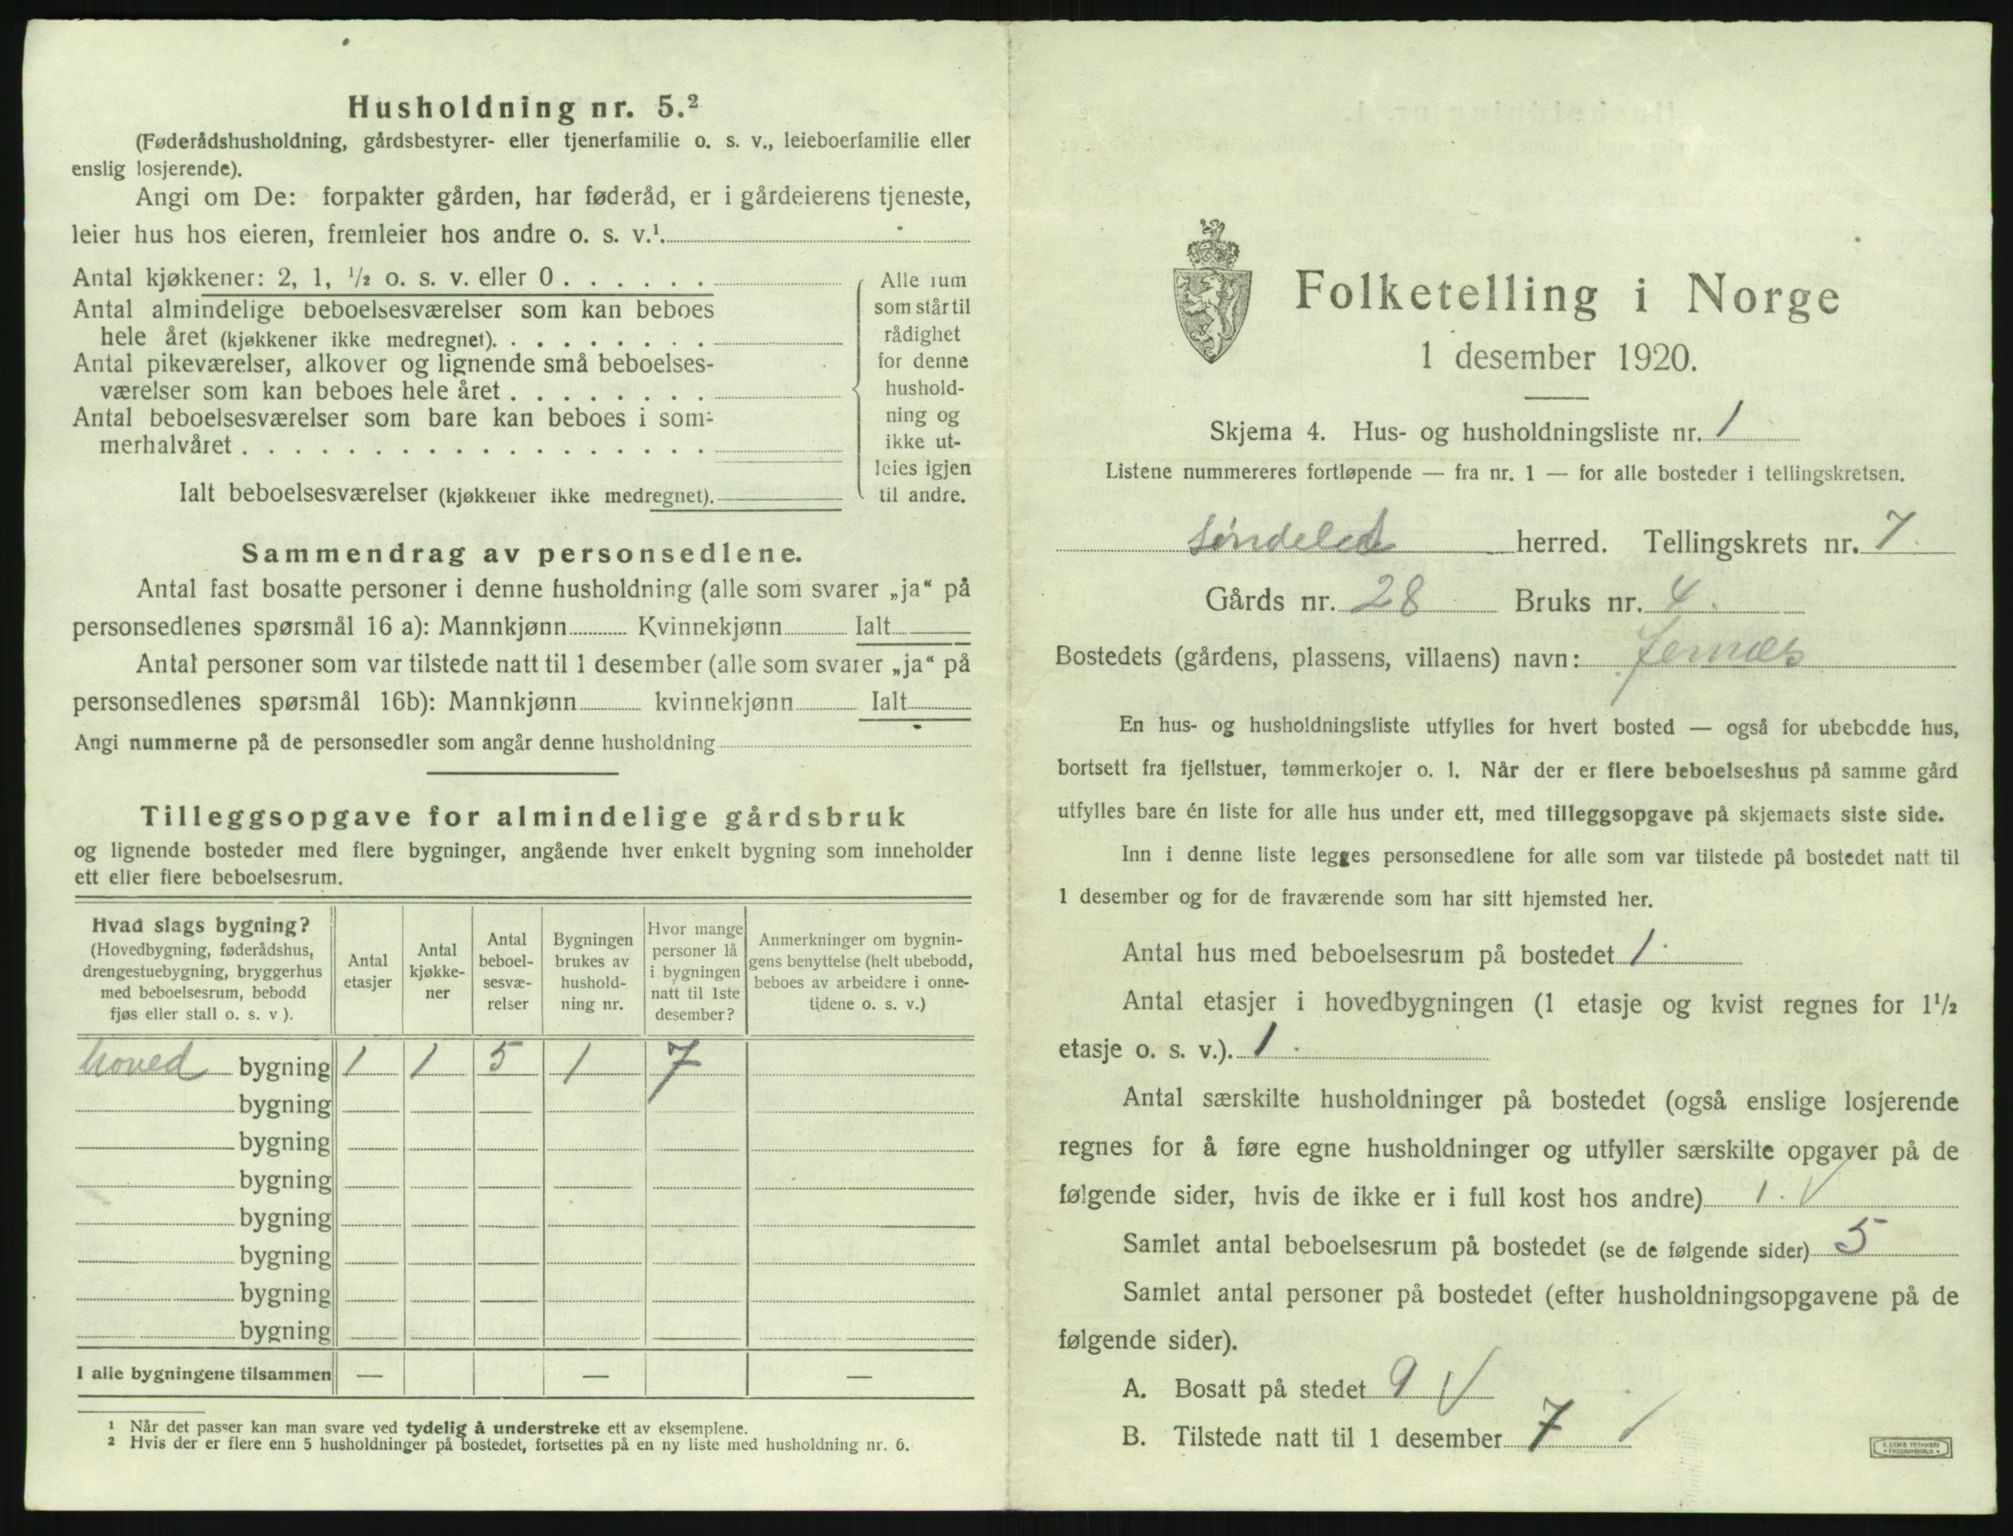 Husholdning nr. 5.²
(Føderådshusholdning, gårdsbestyrer- eller tjenerfamilie o. s. v., leieboerfamilie eller
enslig losjerende).
Angi om De: forpakter gården, har føderåd, er i gårdeierens tjeneste,
leier hus hos eieren, fremleier hos andre o. s. v.¹
Antal kjøkkener: 2, 1, ½ o. s. v. eller 0 . . . . . .
Antal almindelige beboelsesværelser som kan beboes
hele året (kjøkkener ikke medregnet). . . . . . . . .
Antal pikeværelser, alkover og lignende små beboelses-
værelser som kan beboes hele året . . . . . . . .
Antal beboelsesværelser som bare kan beboes i som-
merhalvåret . . . . . . . . . . . . . . . . . .
Ialt beboelsesværelser (kjøkkener ikke medregnet).
Alle rum
som står til
rådighet
for denne
hushold-
ning og
ikke ut-
leies igjen
til andre.
Sammendrag av personsedlene.
Antal fast bosatte personer i denne husholdning (alle som svarer „ja“ på
personsedlenes spørsmål 16 a): Mannkjønn Kvinnekjønn Ialt
Antal personer som var tilstede natt til 1 desember (alle som svarer „ja“ på
personsedlenes spørsmål 16b): Mannkjønn kvinnekjønn Ialt
Angi nummerne på de personsedler som angår denne husholdning
Tilleggsopgave for almindelige gårdsbruk
og lignende bosteder med flere bygninger, angående hver enkelt bygning som inneholder
ett eller flere beboelsesrum.
Hvad slags bygning?
(Hovedbygning, føderådshus,
drengestuebygning, bryggerhus
med beboelsesrum, bebodd
fjøs eller stall o. s. v ).
Antal
etasjer
Antal
kjøkke-
ner
Antal
beboel-
sesvæ-
relser
Bygningen
brukes av
hushold-
ning nr.
Hvor mange
personer lå
i bygningen
natt til 1ste
desember?
Anmerkninger om bygnin-
gens benyttelse (helt ubebodd,
beboes av arbeidere i onne-
tidene o. s. v.)
hoved bygning 1 1 5 1 7
bygning
bygning
bygning
bygning
bygning
bygning
bygning
I alle bygningene tilsammen — — —
¹ Når det passer kan man svare ved tydelig å understreke ett av eksemplene.
² Hvis der er flere enn 5 husholdninger på bostedet, fortsettes på en ny liste med husholdning nr. 6.
Folketelling i Norge
1 desember 1920.
Skjema 4. Hus- og husholdningsliste nr. 1
Listene nummereres fortløpende — fra nr. 1 — for alle bosteder i tellingskretsen.
Søndeled herred. Tellingskrets nr. 7.
Gårds nr. 28 Bruks nr. 4.
Bostedets (gårdens, plassens, villaens) navn: Jernæs
En hus- og husholdningsliste utfylles for hvert bosted — også for ubebodde hus,
bortsett fra fjellstuer, tømmerkojer o. l. Når der er flere beboelseshus på samme gård
utfylles bare én liste for alle hus under ett, med tilleggsopgave på skjemaets siste side.
Inn i denne liste legges personsedlene for alle som var tilstede på bostedet natt til
1 desember og for de fraværende som har sitt hjemsted her.
Antal hus med beboelsesrum på bostedet 1.
Antal etasjer i hovedbygningen (1 etasje og kvist regnes for 1½
etasje o. s. v.). 1.
Antal særskilte husholdninger på bostedet (også enslige losjerende
regnes for å føre egne husholdninger og utfyller særskilte opgaver på de
følgende sider, hvis de ikke er i full kost hos andre) 1. √
Samlet antal beboelsesrum på bostedet (se de følgende sider) 5
Samlet antal personer på bostedet (efter husholdningsopgavene på de
følgende sider).
A. Bosatt på stedet 9 √
B. Tilstede natt til 1 desember 7